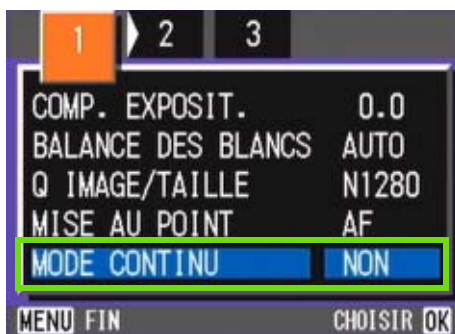 1 2 3
COMP. EXPOSIT. 0.0
BALANCE DES BLANCS AUTO
Q IMAGE/TAILLE N1280
MISE AU POINT AF
MODE CONTINU NON
MENU FIN CHOISIR OK